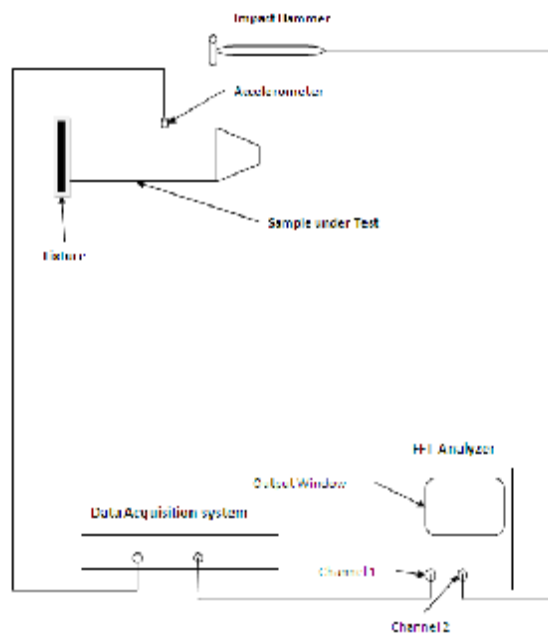 Impact Hammer
Accelerometer
Sample under Test
Fixture
FFT Analyzer
Output Window
Data Acquisition system
Channel 1
Channel 2